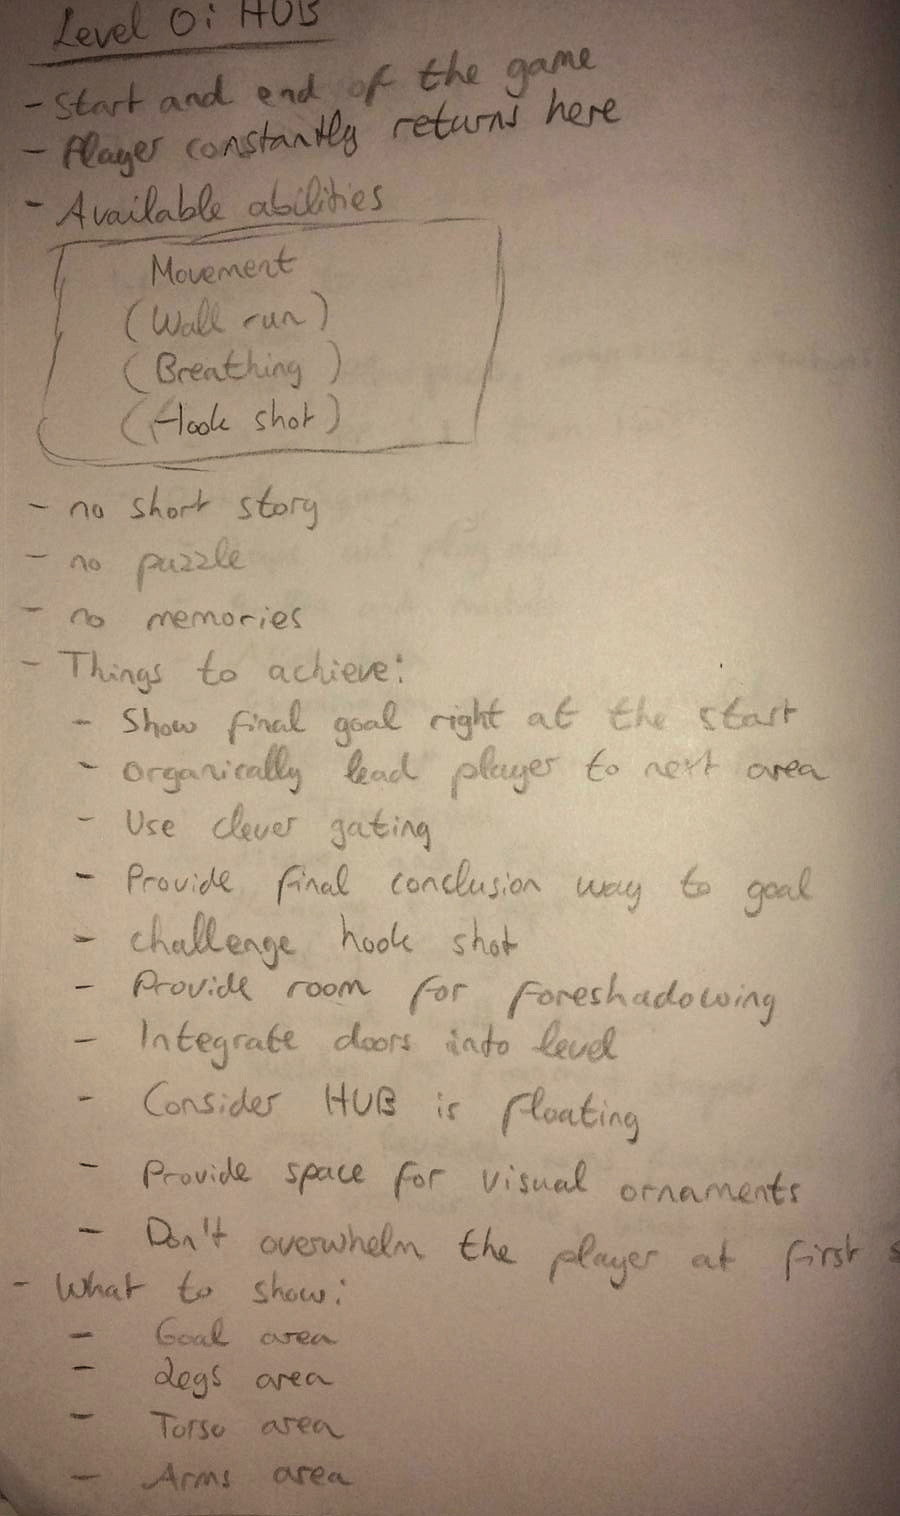 Level 0: HUB
- Start and end of the game
- Player constantly returns here
- Available abilities
Movement
(Wall run)
(Breathing)
(Hook shot)
- no short story
- no puzzle
- no memories
- Things to achieve:
- Show final goal right at the start
- organically lead player to next area
- Use clever gating
- Provide final conclusion way to goal
- challenge hook shot
- Provide room for foreshadowing
- Integrate doors into level
- Consider HUB is floating
- Provide space for visual ornaments
- Don't overwhelm the player at first
- What to show:
- Goal area
- Legs area
- Torso area
- Arms area